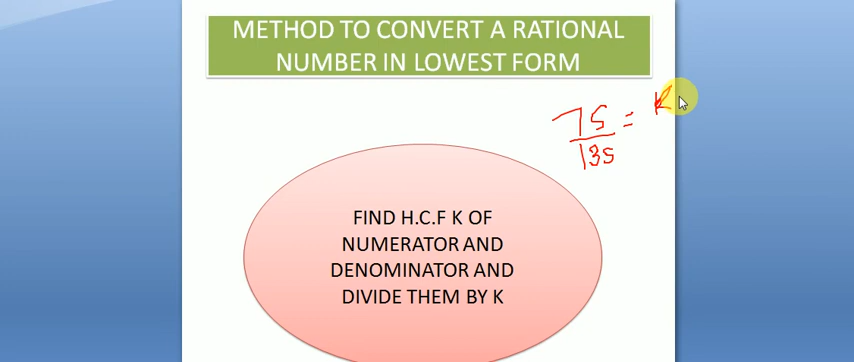 METHOD TO CONVERT A RATIONAL
NUMBER IN LOWEST FORM
75 = K
135
FIND H.C.F K OF
NUMERATOR AND
DENOMINATOR AND
DIVIDE THEM BY K